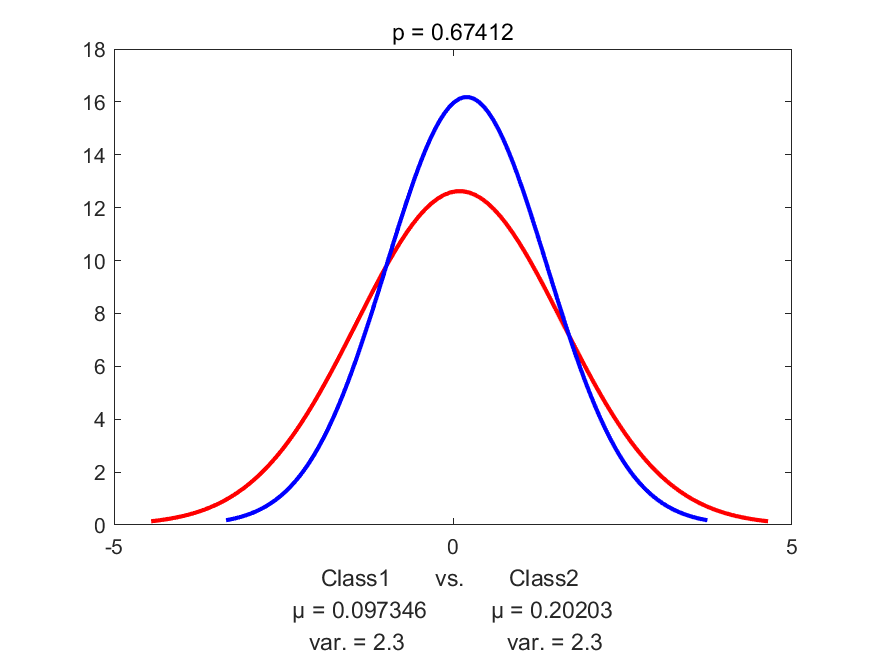 p = 0.67412
18
16
14
12
10
8
6
4
2
0
-5 0 5
Class1 vs. Class2
μ = 0.097346 μ = 0.20203
var. = 2.3 var. = 2.3